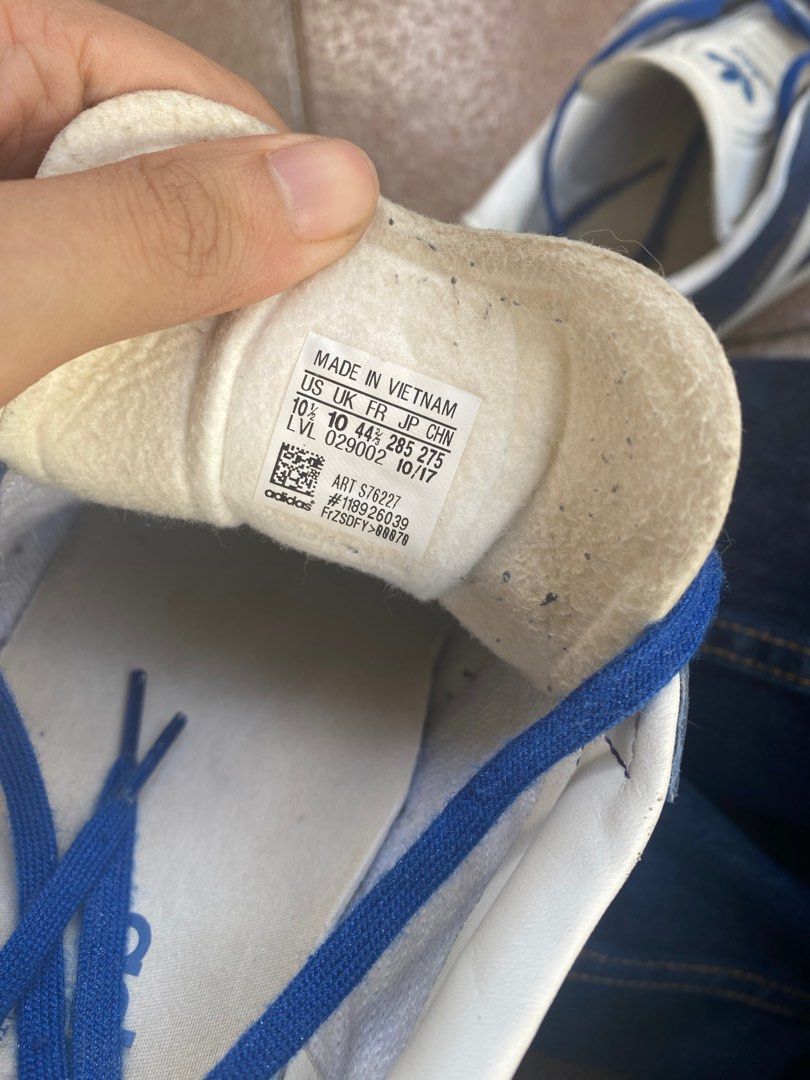 MADE IN VIETNAM
US UK FR JP CHN
10½ 10 44⅔ 285 275
LVL 029002 10/17
ART S76227
#118926039
FrZSDFY>00078
adidas